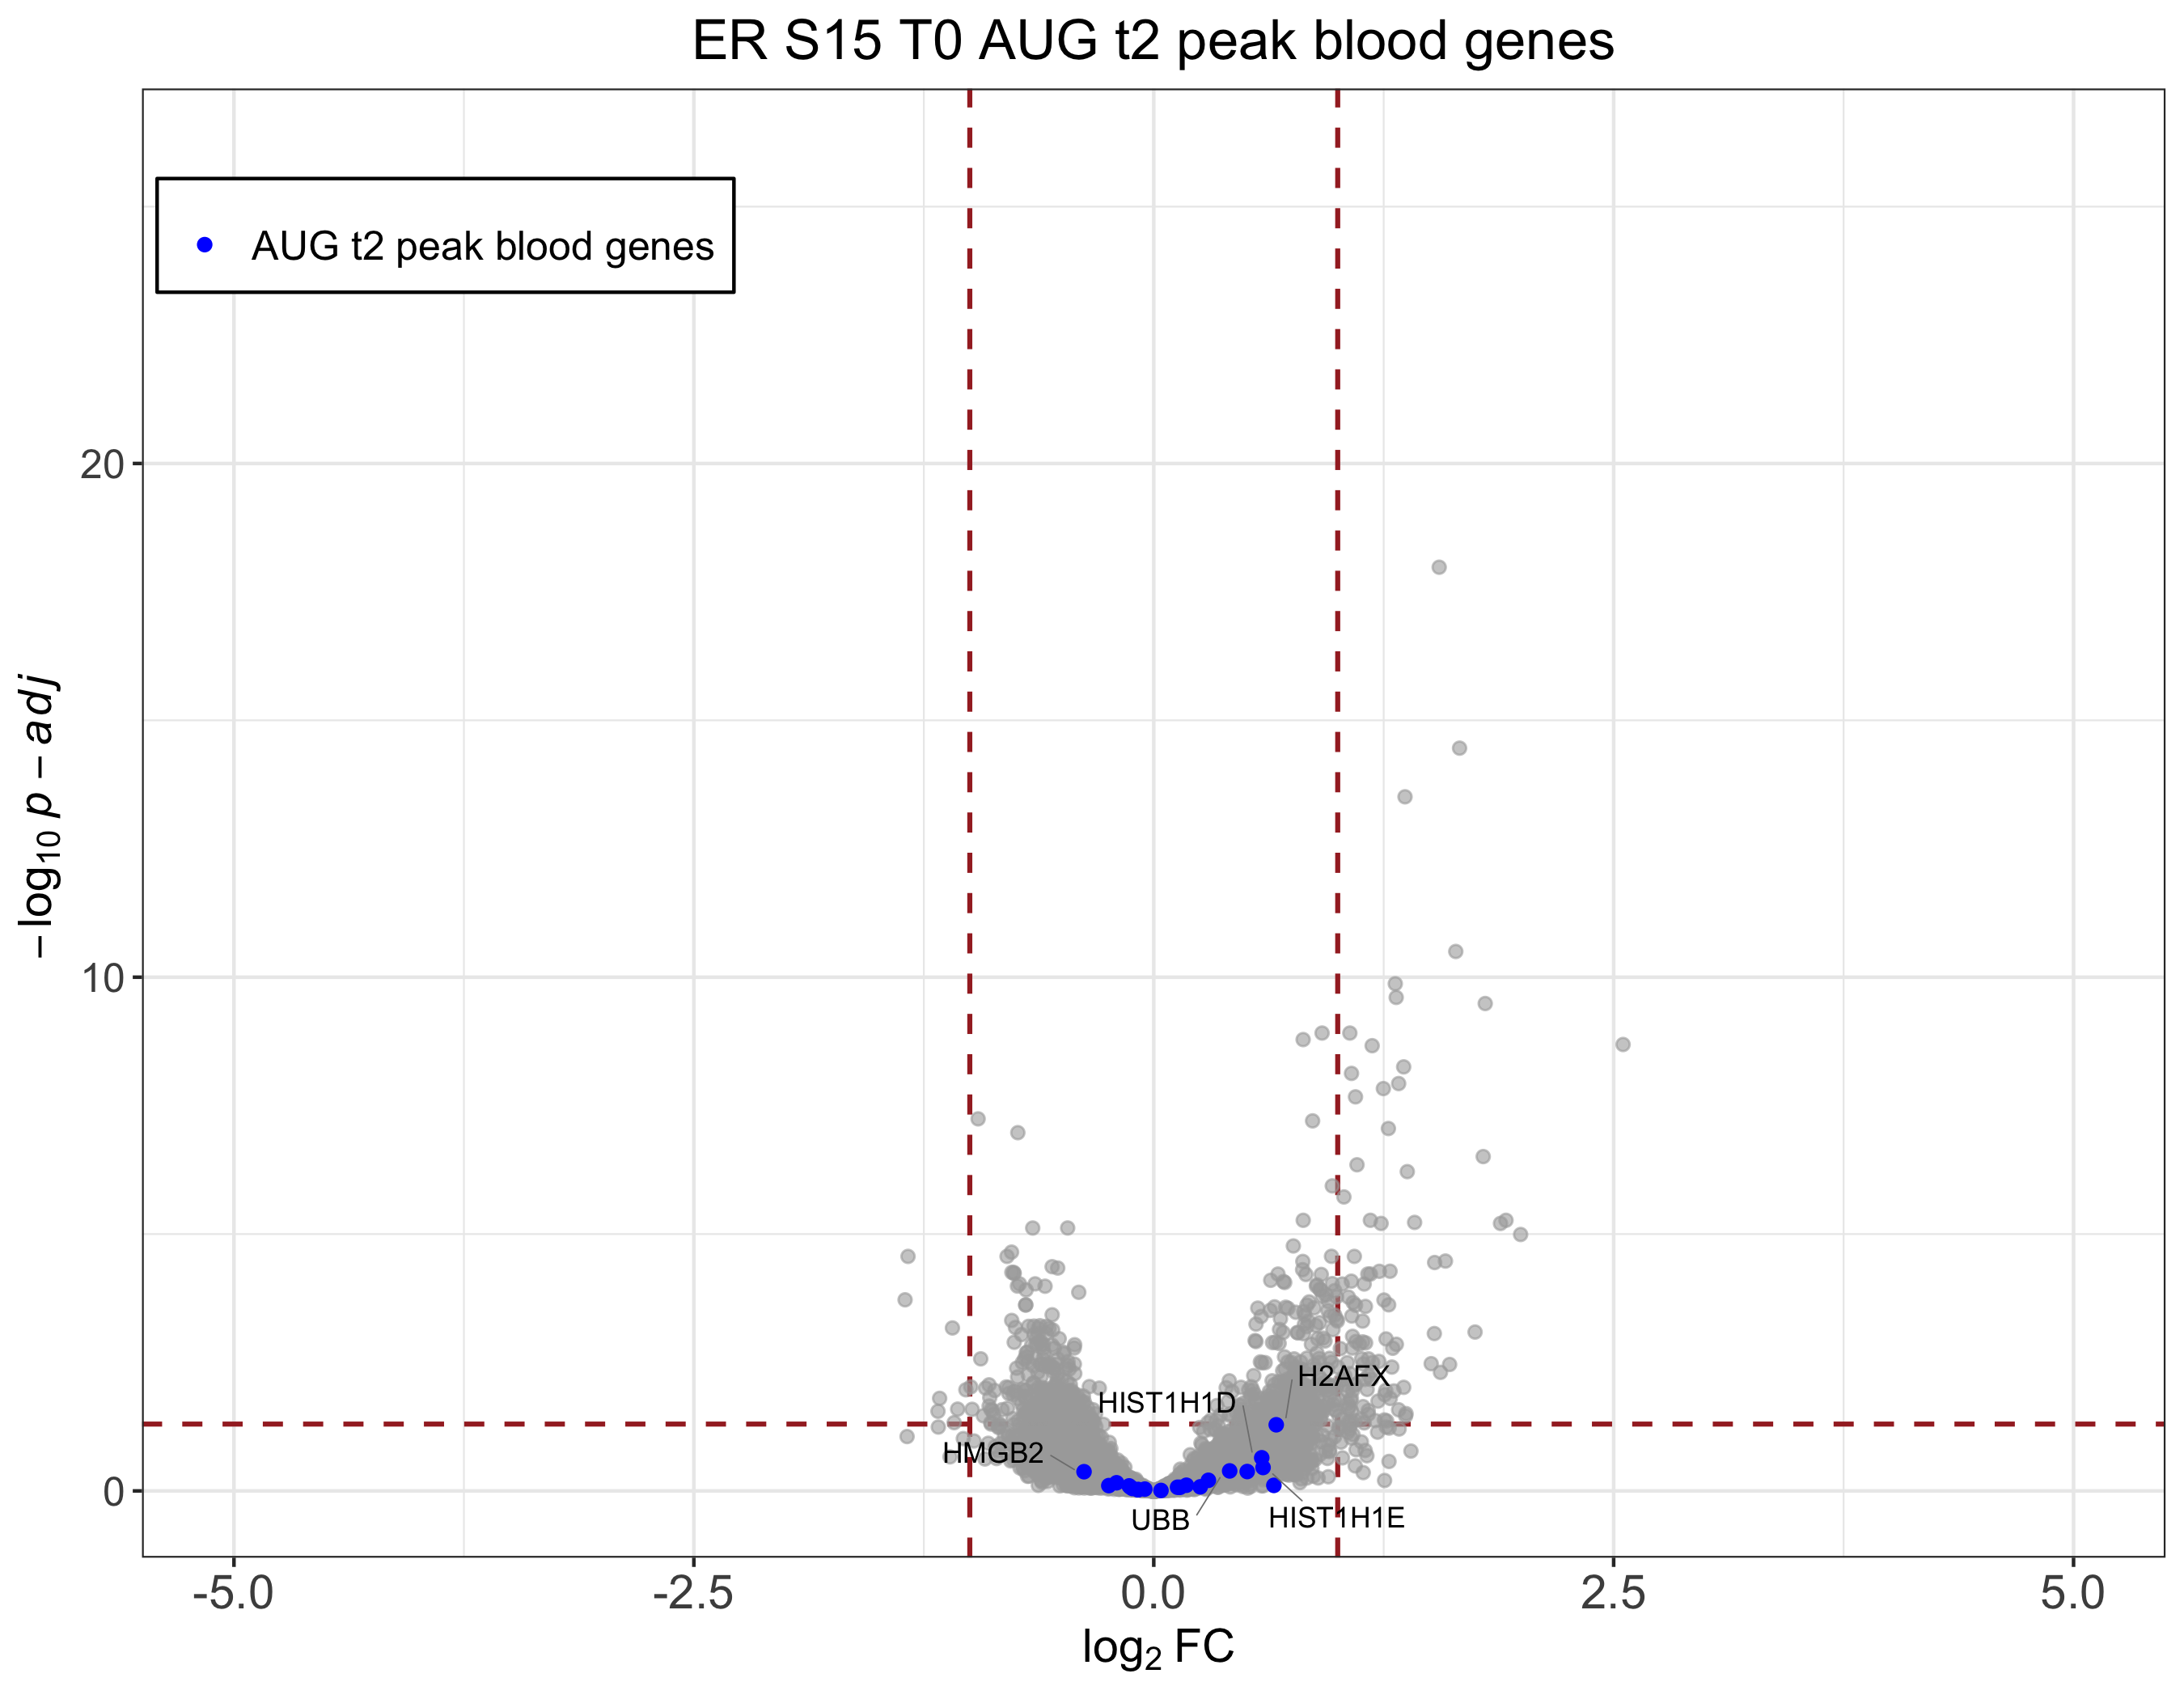 ER S15 T0 AUG t2 peak blood genes
AUG t2 peak blood genes
20
10
0
−log₁₀ p − adj
H2AFX
HIST1H1D
HMGB2
UBB
HIST1H1E
-5.0
-2.5
0.0
2.5
5.0
log₂ FC